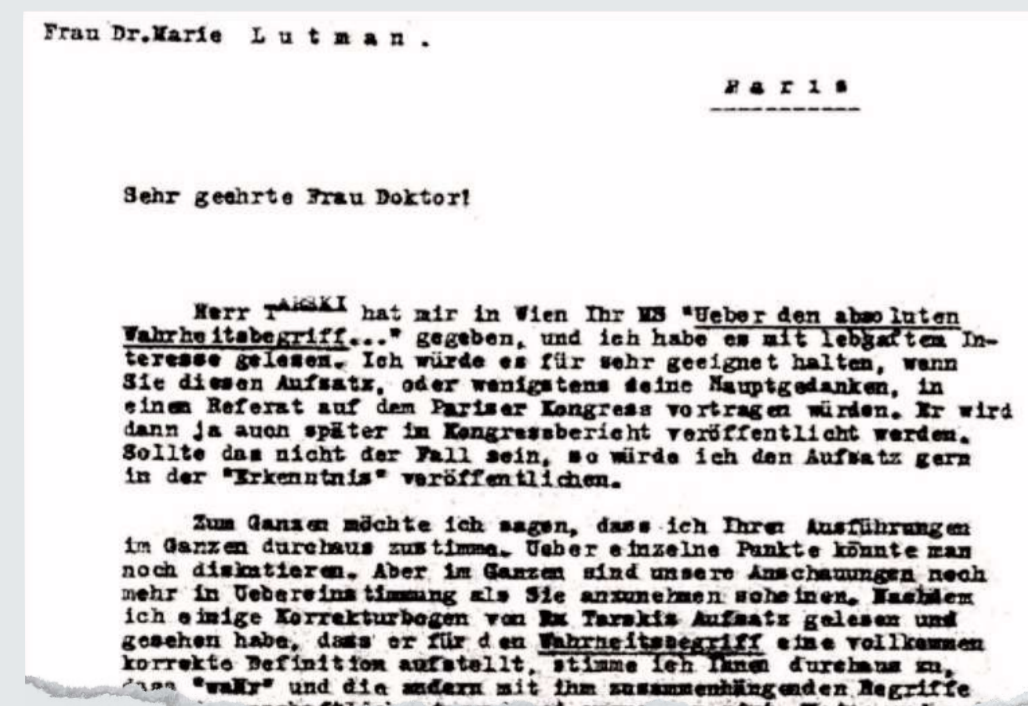 Frau Dr.Marie L u t m a n .
P a r i s
Sehr geehrte Frau Doktor!
Herr TARSKI hat mir in Wien Ihr MS "Ueber den absoluten
Wahrheitsbegriff..." gegeben, und ich habe es mit lebhaftem In-
teresse gelesen. Ich würde es für sehr geeignet halten, wenn
Sie diesen Aufsatz, oder wenigstens seine Hauptgedanken, in
einem Referat auf dem Pariser Kongress vortragen würden. Er wird
dann ja auch später im Kongressbericht veröffentlicht werden.
Sollte das nicht der Fall sein, so würde ich den Aufsatz gern
in der "Erkenntnis" veröffentlichen.
Zum Ganzen möchte ich sagen, dass ich Ihren Ausführungen
im Ganzen durchaus zustimme. Ueber einzelne Punkte könnte man
noch diskutieren. Aber im Ganzen sind unsere Anschauungen noch
mehr in Uebereinstimmung als Sie anzunehmen scheinen. Nachdem
ich einige Korrekturbogen von Tarskis Aufsatz gelesen und
gesehen habe, dass er für den Wahrheitsbegriff eine vollkommen
korrekte Definition aufstellt, stimme ich Ihnen durchaus zu,
dass "wahr" und die andern mit ihm zusammenhängenden Begriffe